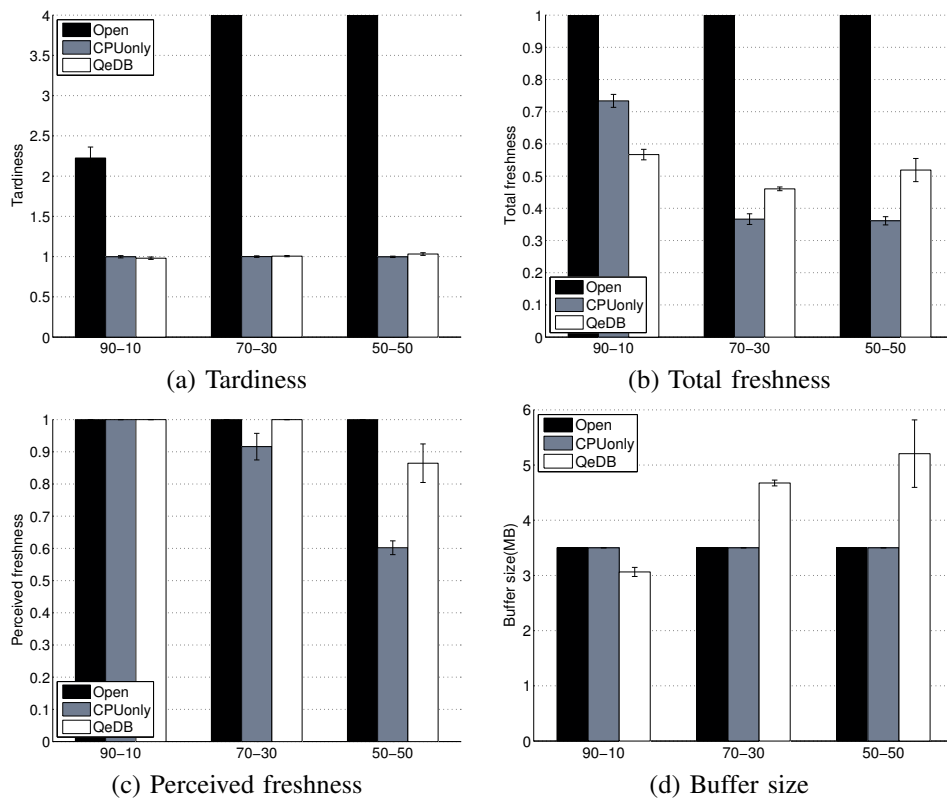 4
3.5
3
2.5
2
1.5
1
0.5
0
Tardiness
Open
CPUonly
QeDB
90−10
70−30
50−50
(a) Tardiness
1
0.9
0.8
0.7
0.6
0.5
0.4
0.3
0.2
0.1
0
Total freshness
Open
CPUonly
QeDB
90−10
70−30
50−50
(b) Total freshness
1
0.9
0.8
0.7
0.6
0.5
0.4
0.3
0.2
0.1
0
Perceived freshness
Open
CPUonly
QeDB
90−10
70−30
50−50
(c) Perceived freshness
6
5
4
3
2
1
0
Buffer size(MB)
Open
CPUonly
QeDB
90−10
70−30
50−50
(d) Buffer size